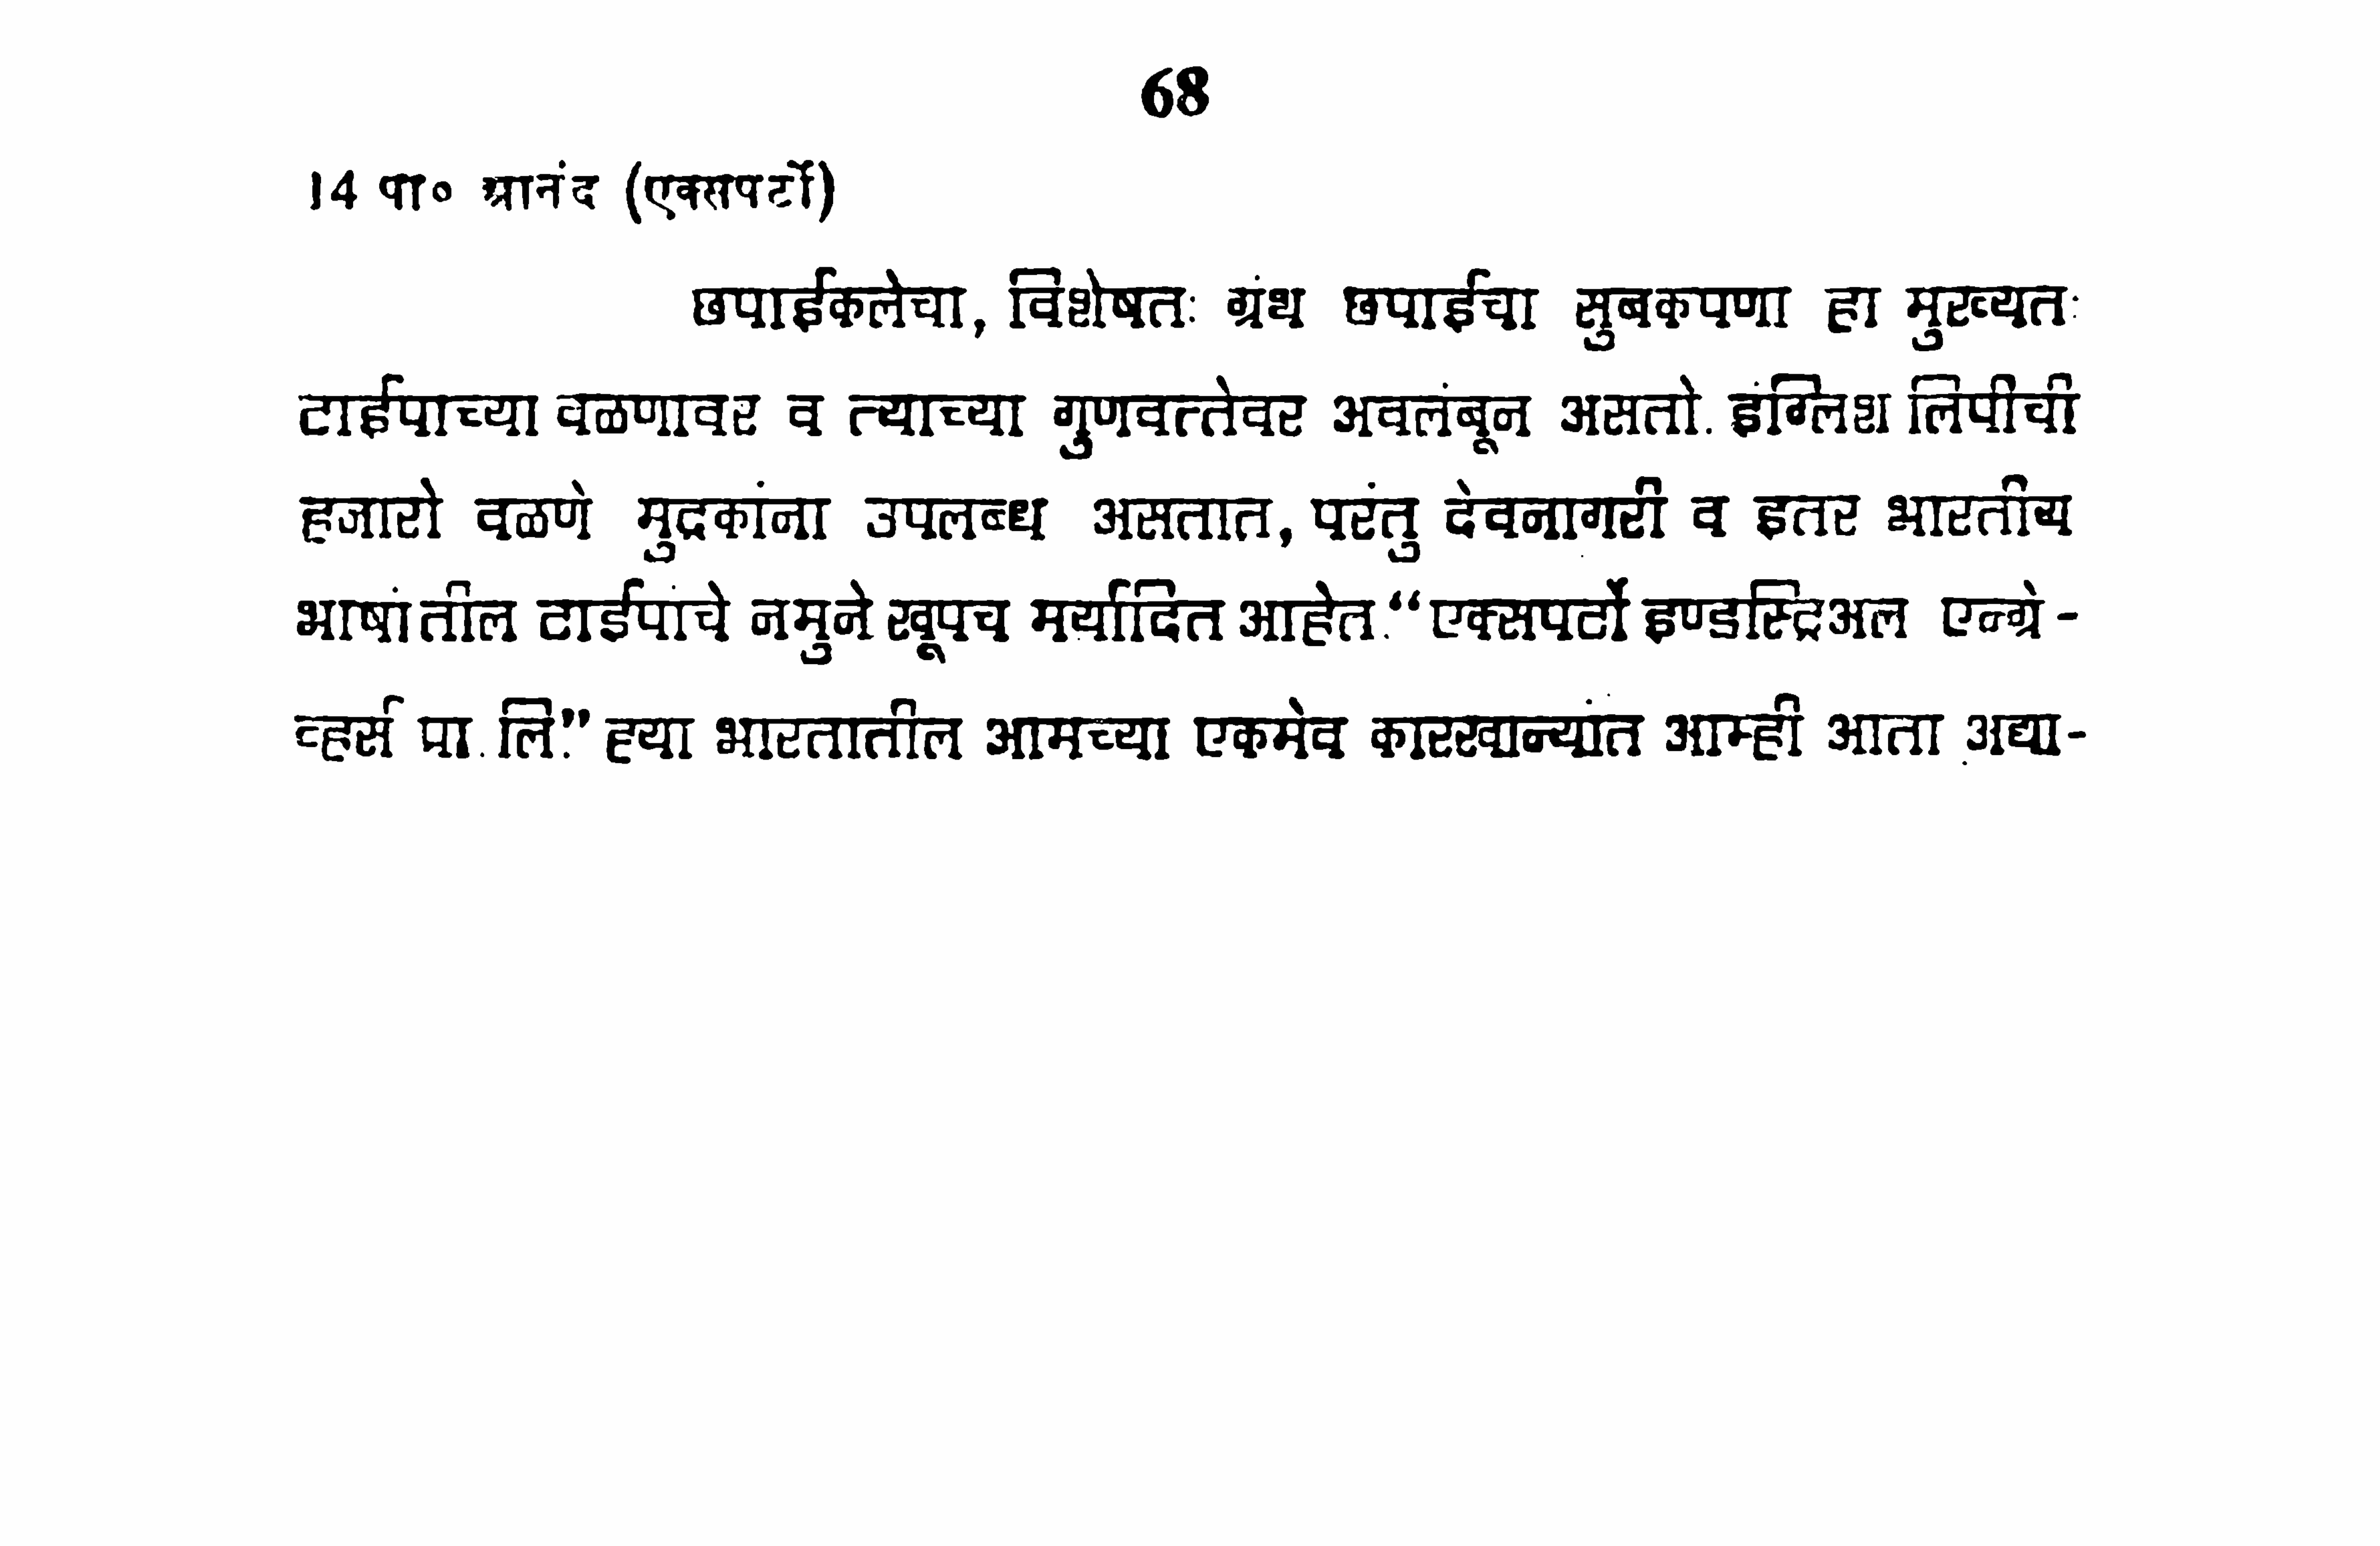 68
14 पा० आनंद (एक्सपर्टो)
छपाईकलेचा, विशेषतः ग्रंथ छपाईचा सुबकपणा हा मुख्यतः
टाईपाच्या वळणावर व त्याच्या गुणवत्तेवर अवलंबून असतो. इंग्लिश लिपीची
हजारो वळणे मुद्रकांना उपलब्ध असतात, परंतु देवनागरी व इतर भारतीय
भाषांतील टाईपांचे नमुने खूपच मर्यादित आहेत. “एक्सपर्टो इण्डस्ट्रिअल एन्ग्रे-
व्हर्स प्रा. लि.” ह्या भारतातील आमच्या एकमेव कारखान्यांत आम्ही आता अद्या-